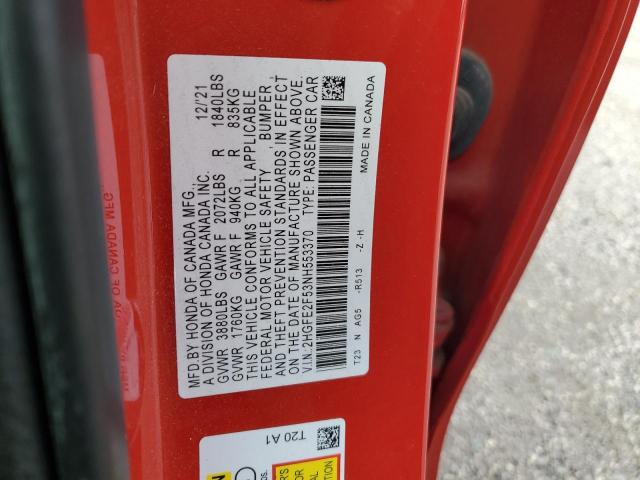 MFD BY HONDA OF CANADA MFG., 12/'21
A DIVISION OF HONDA CANADA INC.
GVWR 3880LBS GAWR F 2072LBS R 1840LBS
GVWR 1760KG GAWR F 940KG R 835KG
THIS VEHICLE CONFORMS TO ALL APPLICABLE
FEDERAL MOTOR VEHICLE SAFETY BUMPER,
AND THEFT PREVENTION STANDARDS IN EFFECT
ON THE DATE OF MANUFACTURE SHOWN ABOVE.
V.I.N: 2HGFE2F53NH553370 TYPE: PASSENGER CAR
T23 N AG5 -R513 -Z -H
MADE IN CANADA
T20 A1